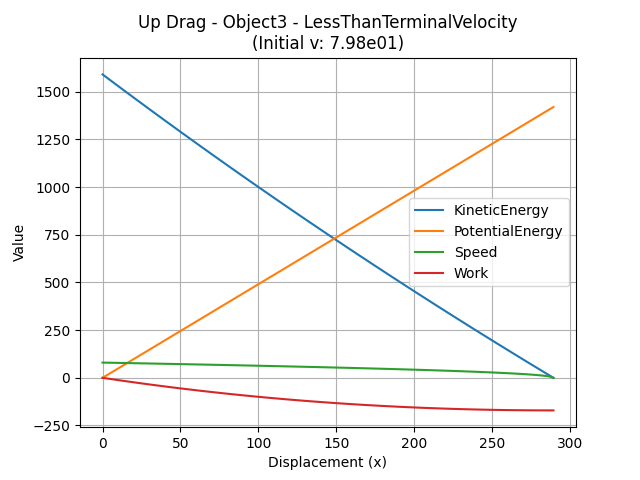 Up Drag - Object3 - LessThanTerminalVelocity
(Initial v: 7.98e01)
Value
1500
1250
1000
750
500
250
0
−250
KineticEnergy
PotentialEnergy
Speed
Work
0 50 100 150 200 250 300
Displacement (x)